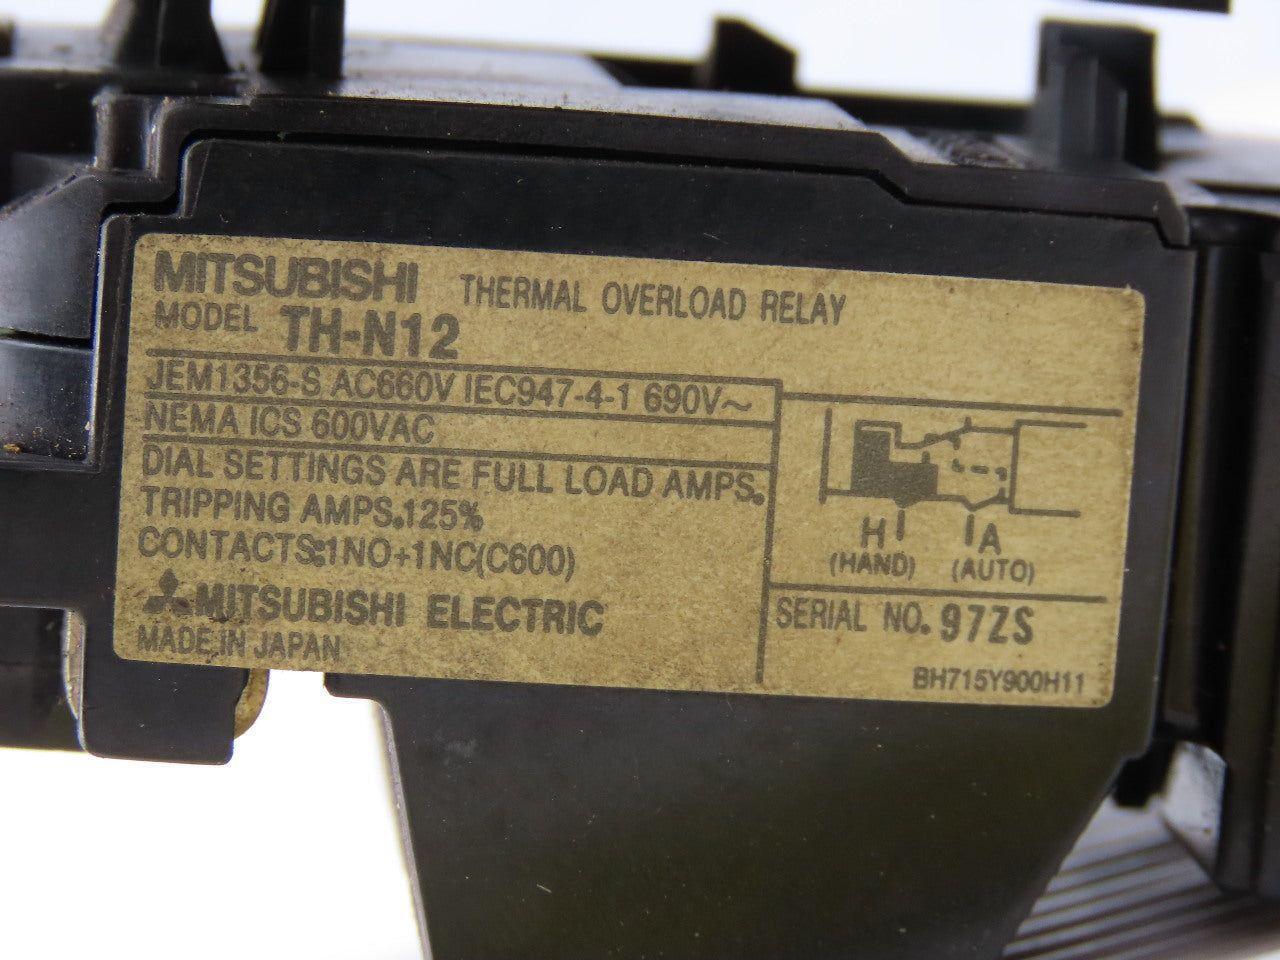 MITSUBISHI THERMAL OVERLOAD RELAY
MODEL TH-N12
JEM1356-S AC660V IEC947-4-1 690V~
NEMA ICS 600VAC
DIAL SETTINGS ARE FULL LOAD AMPS.
TRIPPING AMPS.125%
CONTACTS:1NO+1NC(C600)
MITSUBISHI ELECTRIC
MADE IN JAPAN
H A
(HAND) (AUTO)
SERIAL NO. 97ZS
BH715Y900H11